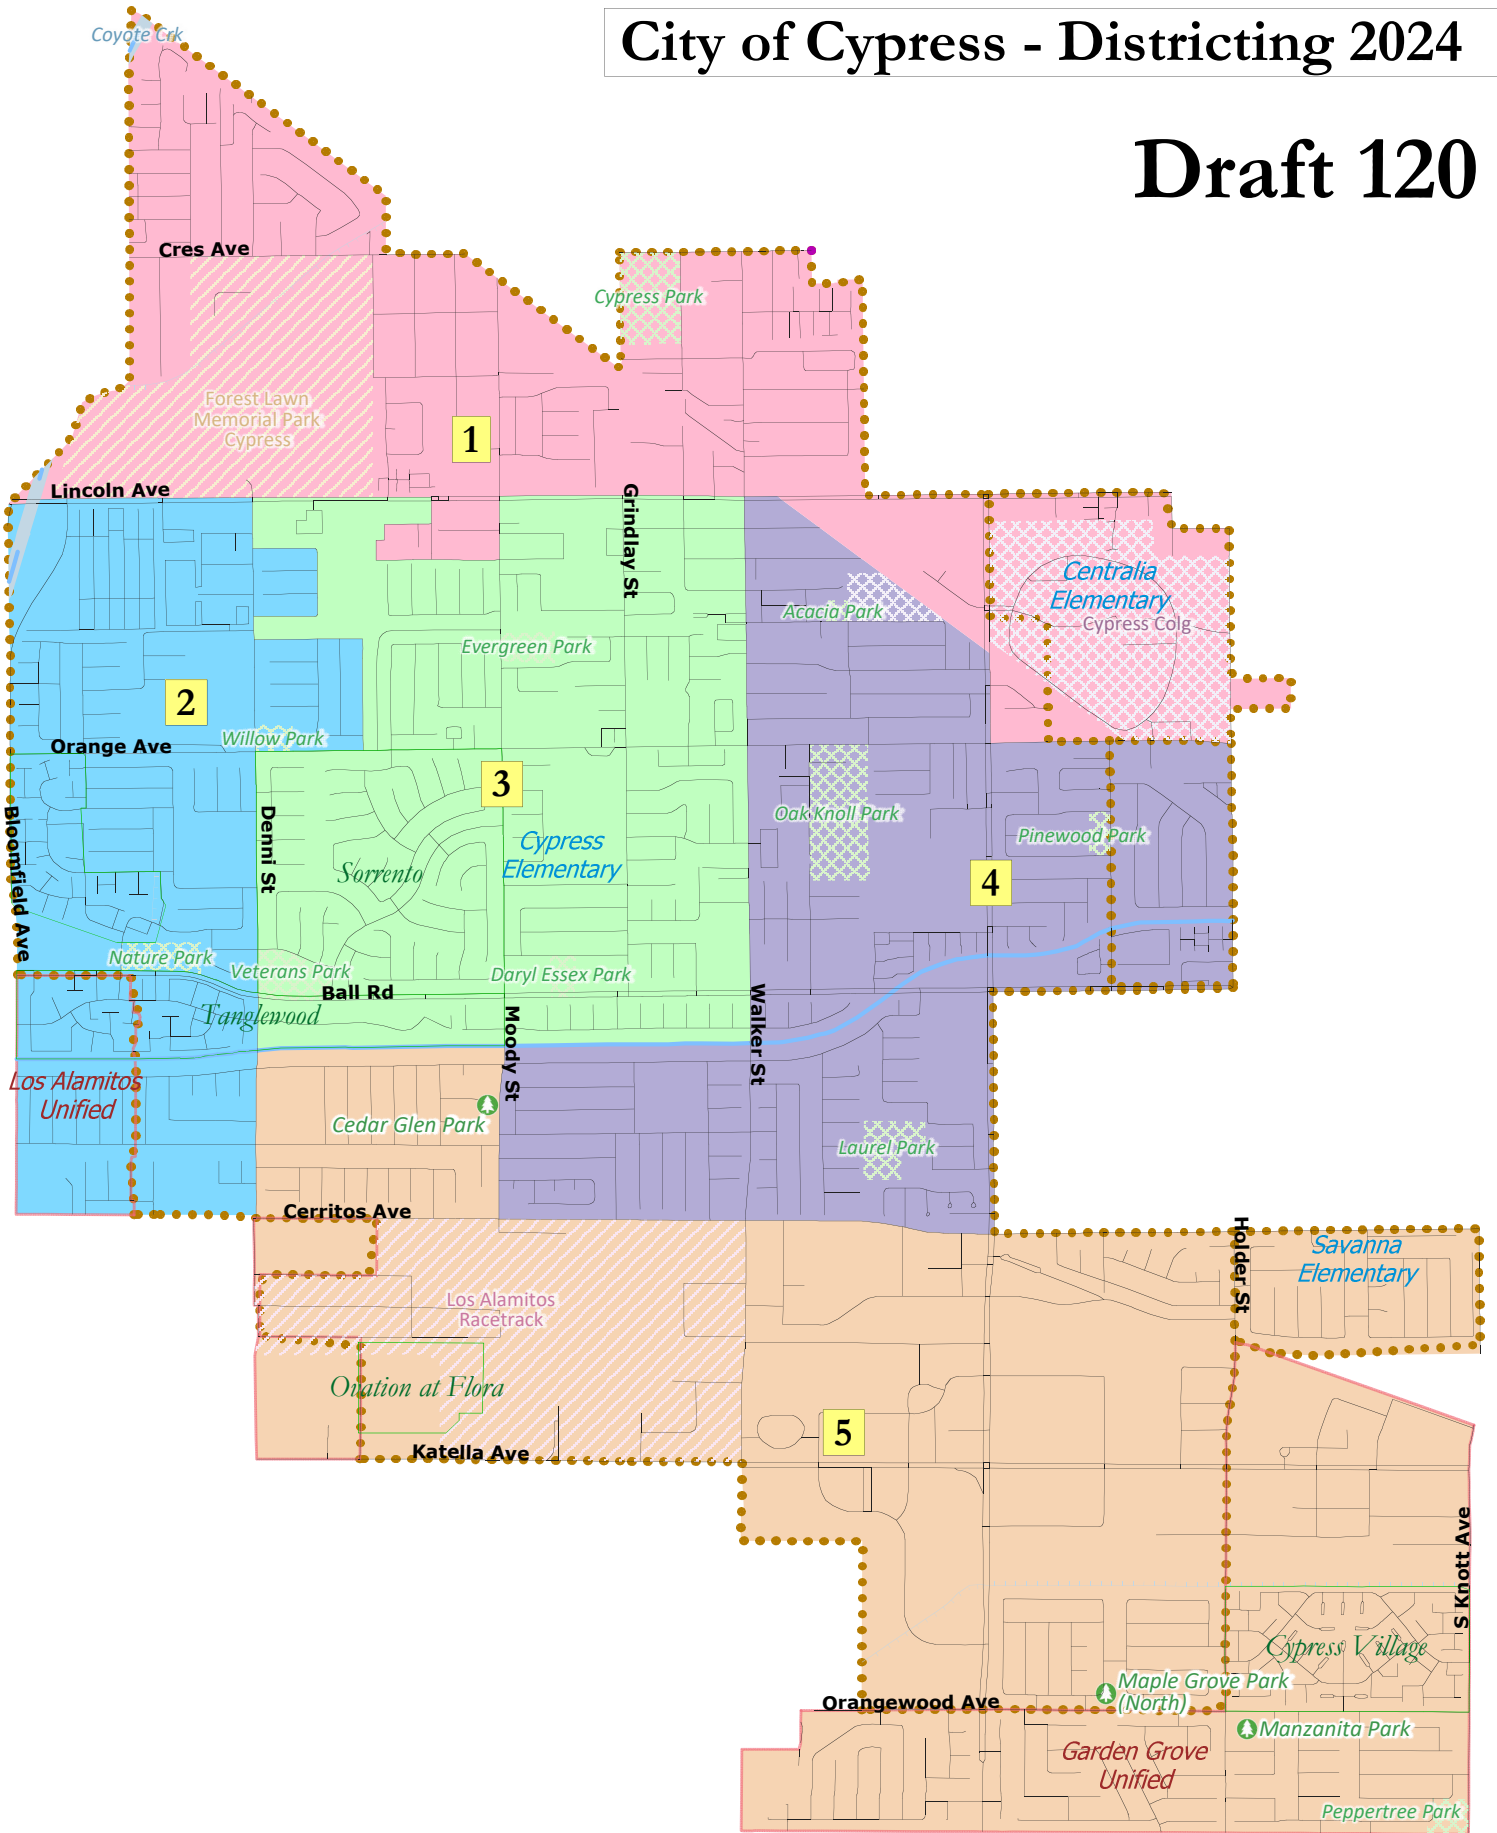 City of Cypress - Districting 2024
Coyote Crk
Draft 120
Cres Ave
Cypress Park
Forest Lawn
Memorial Park
Cypress
1
Lincoln Ave
Grindlay St
Centralia
Elementary
Acacia Park
Cypress Colg
Evergreen Park
2
Willow Park
Orange Ave
3
Bloomfield Ave
Denni St
Oak Knoll Park
Pinewood Park
Cypress
Elementary
Sorrento
4
Nature Park
Veterans Park
Daryl Essex Park
Ball Rd
Tanglewood
Walker St
Moody St
Los Alamitos
Unified
Cedar Glen Park
Laurel Park
Cerritos Ave
Holder St
Savanna
Elementary
Los Alamitos
Racetrack
Ovation at Flora
5
Katella Ave
S Knott Ave
Cypress Village
Maple Grove Park
(North)
Orangewood Ave
Manzanita Park
Garden Grove
Unified
Peppertree Park